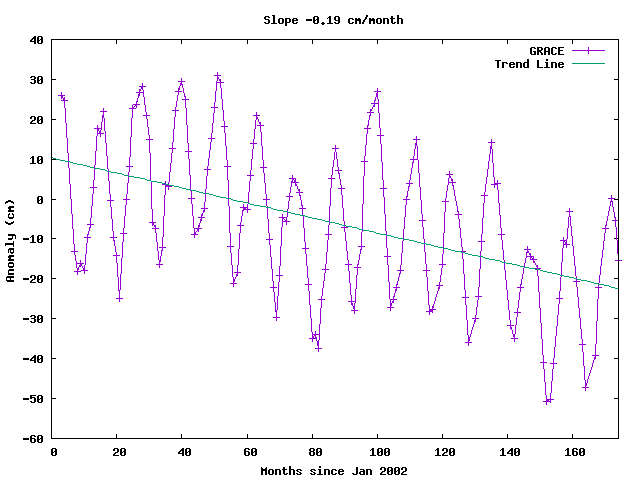 Slope -0.19 cm/month
GRACE
Trend Line
Anomaly (cm)
40
30
20
10
0
-10
-20
-30
-40
-50
-60
0 20 40 60 80 100 120 140 160
Months since Jan 2002